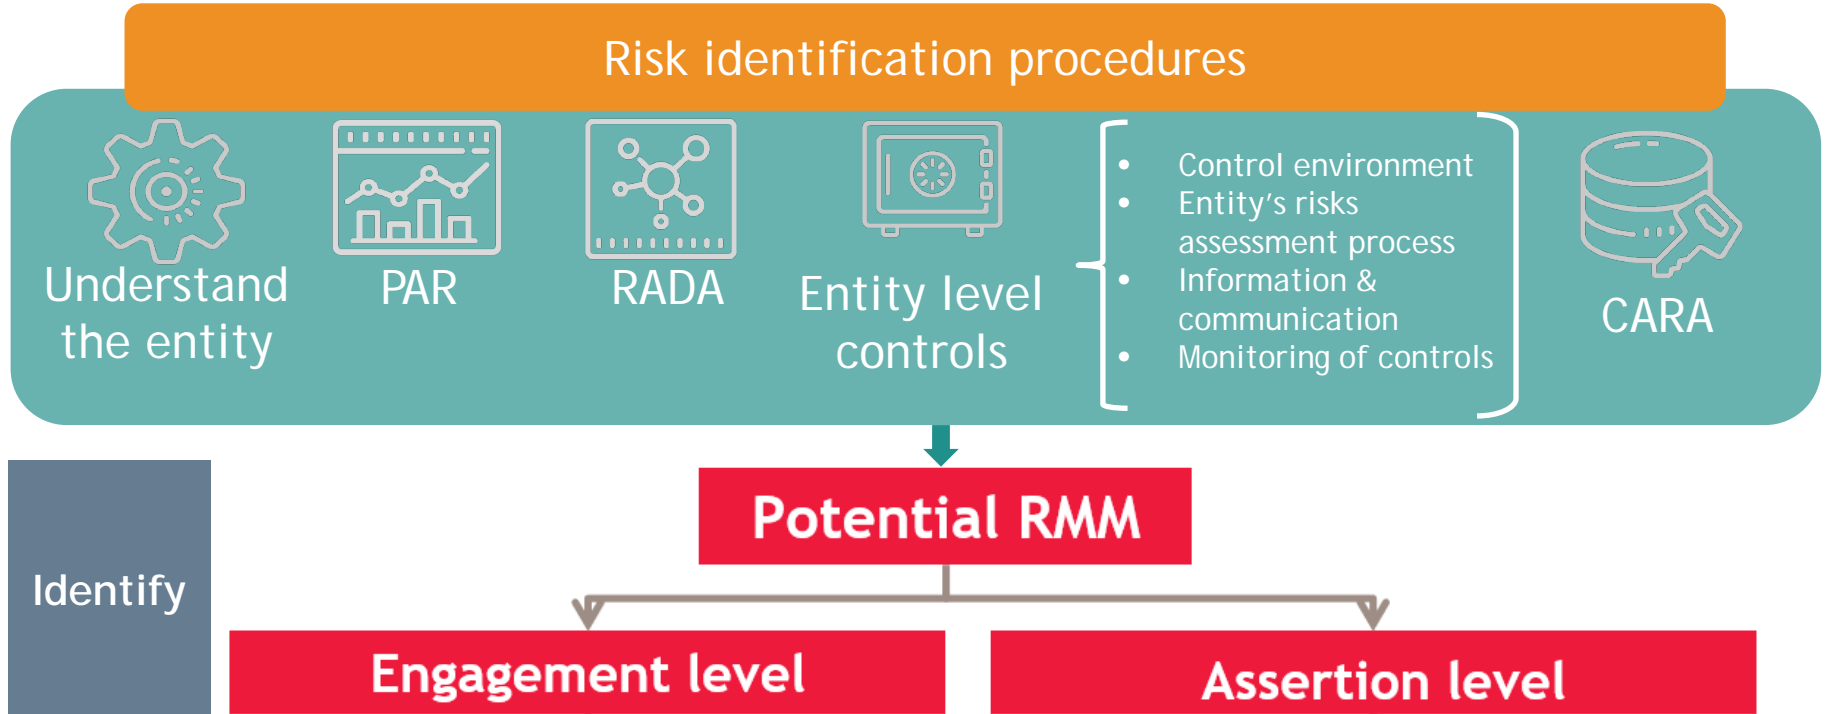 Risk identification procedures
Understand
the entity
PAR
RADA
Entity level
controls
• Control environment
• Entity's risks
assessment process
• Information &
communication
• Monitoring of controls
CARA
Identify
Potential RMM
Engagement level
Assertion level